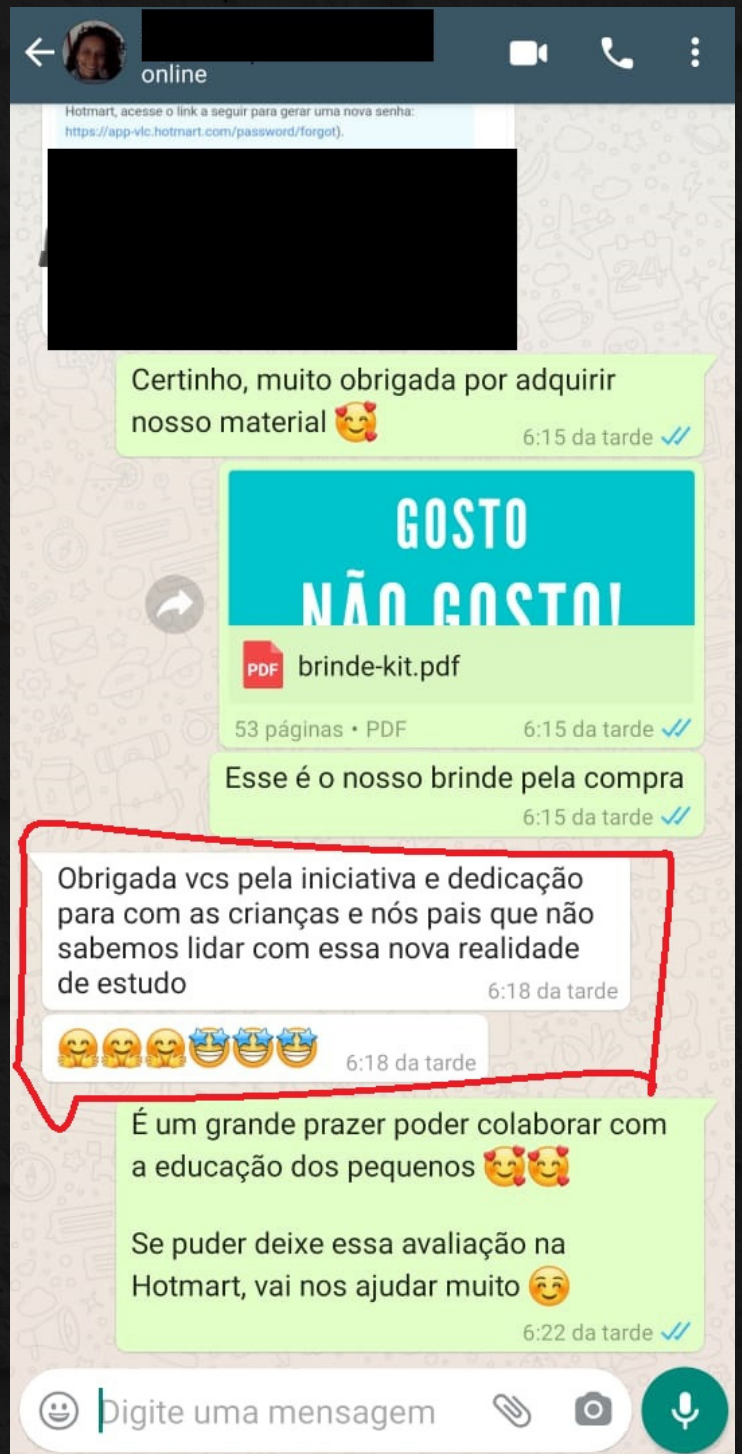 online
Hotmart, acesse o link a seguir para gerar uma nova senha:
https://app-vlc.hotmart.com/password/forgot).
Certinho, muito obrigada por adquirir
nosso material 🥰
6:15 da tarde
GOSTO
NÃO GOSTO!
PDF brinde-kit.pdf
53 páginas • PDF 6:15 da tarde
Esse é o nosso brinde pela compra
6:15 da tarde
Obrigada vcs pela iniciativa e dedicação
para com as crianças e nós pais que não
sabemos lidar com essa nova realidade
de estudo 6:18 da tarde
🤗🤗🤗🤩🤩🤩 6:18 da tarde
É um grande prazer poder colaborar com
a educação dos pequenos 🥰🥰
Se puder deixe essa avaliação na
Hotmart, vai nos ajudar muito ☺️
6:22 da tarde
Digite uma mensagem